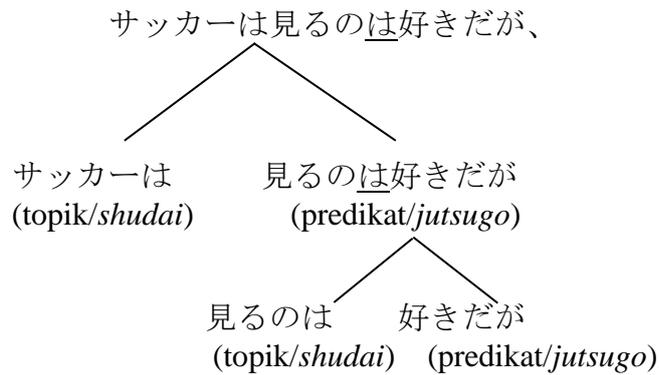 サッカーは見るのは好きだが、
サッカーは 見るのは好きだが
(topik/shudai) (predikat/jutsugo)
見るのは 好きだが
(topik/shudai) (predikat/jutsugo)